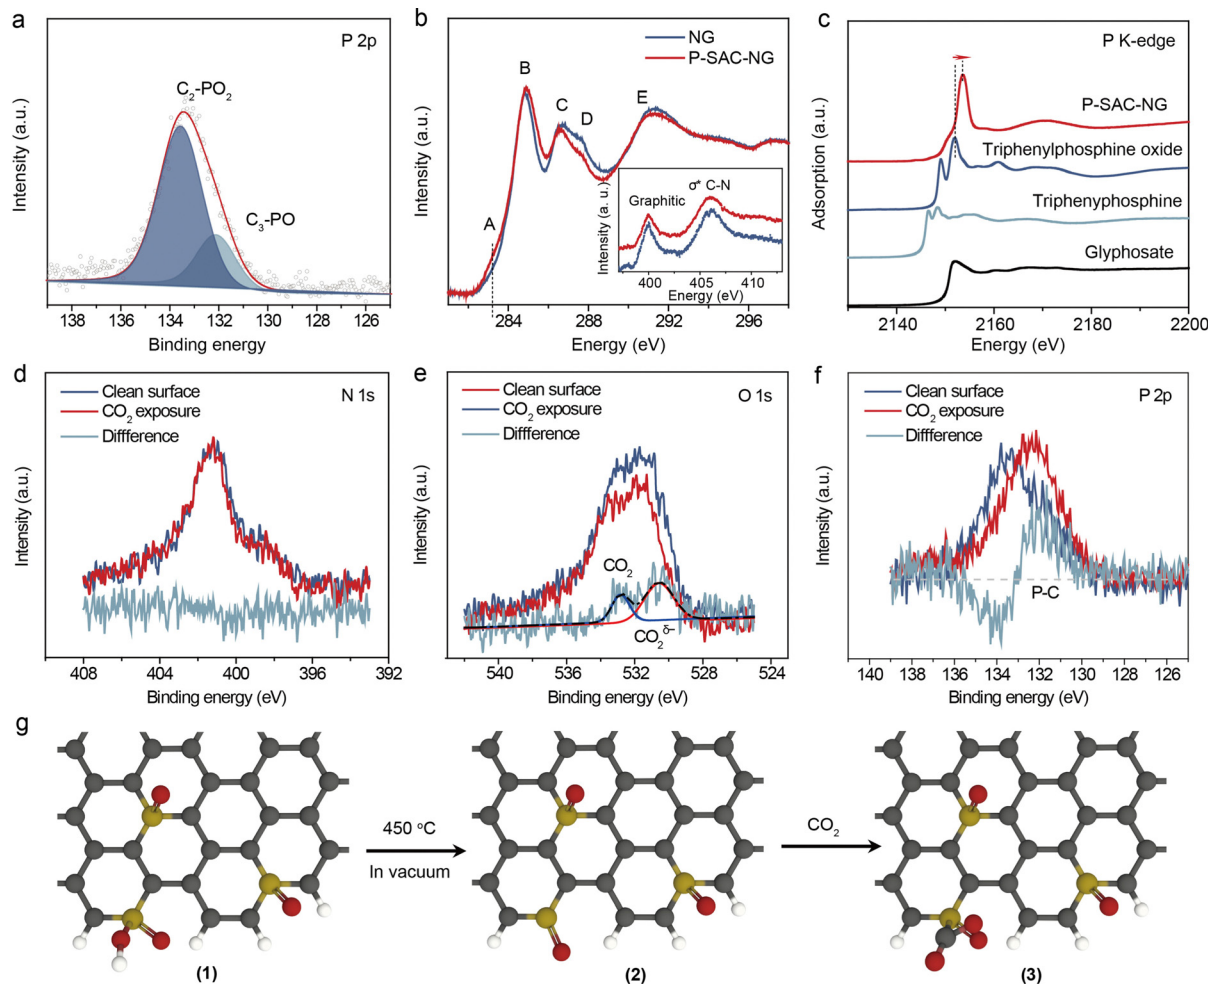 a
P 2p
C₂-PO₂
C₃-PO
Intensity (a.u.)
138 136 134 132 130 128 126
Binding energy
b
NG
P-SAC-NG
A
B
C
D
E
Intensity (a.u.)
284 288 292 296
Energy (eV)
Graphitic
σ* C-N
Intensity (a. u.)
400 405 410
Energy (eV)
c
P K-edge
P-SAC-NG
Triphenylphosphine oxide
Triphenyphosphine
Glyphosate
Adsorption (a.u.)
2140 2160 2180 2200
Energy (eV)
d
Clean surface
CO₂ exposure
Diffference
N 1s
Intensity (a.u.)
408 404 400 396 392
Binding energy (eV)
e
Clean surface
CO₂ exposure
Diffference
O 1s
CO₂
CO₂^δ−
Intensity (a.u.)
540 536 532 528 524
Binding energy (eV)
f
Clean surface
CO₂ exposure
Diffference
P 2p
P-C
Intensity (a.u.)
140 138 136 134 132 130 128 126
Binding energy (eV)
g
450 °C
In vacuum
CO₂
(1)
(2)
(3)